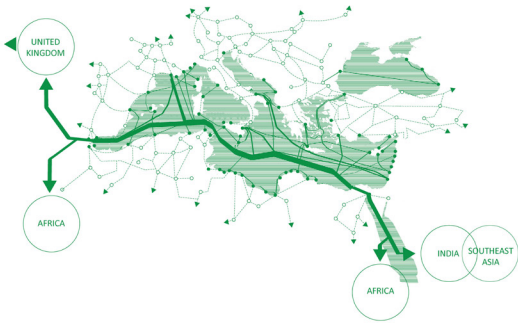 UNITED
KINGDOM
AFRICA
AFRICA
INDIA
SOUTHEAST
ASIA